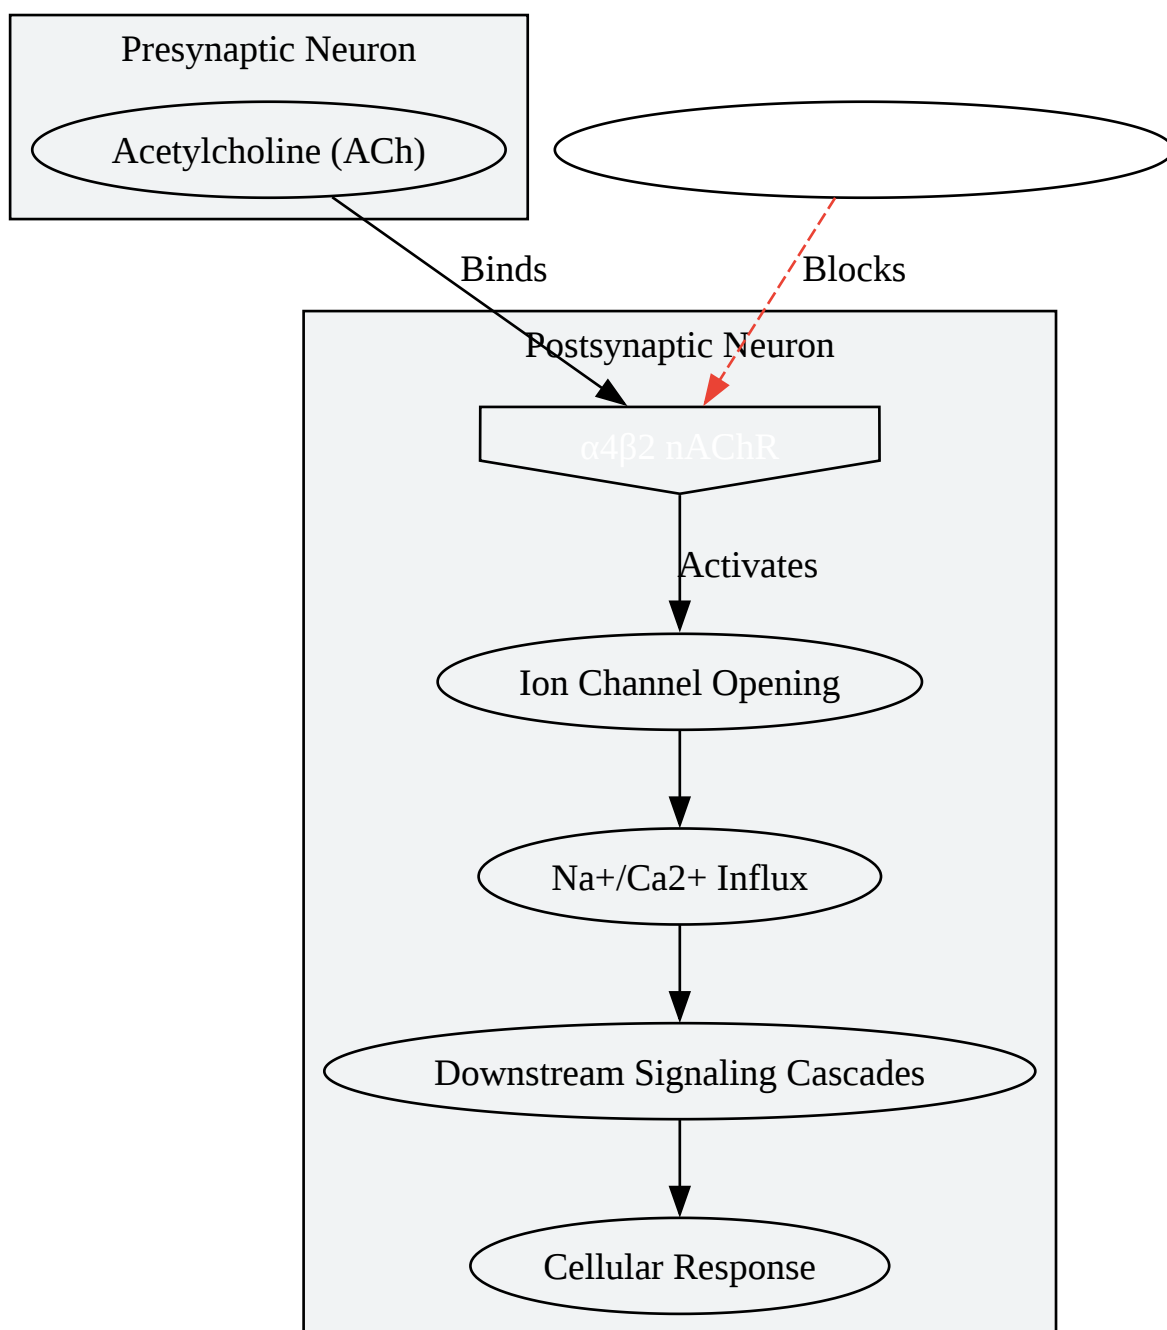 Presynaptic Neuron
Acetylcholine (ACh)
Binds
Blocks
Postsynaptic Neuron
α4β2 nAChR
Activates
Ion Channel Opening
Na+/Ca2+ Influx
Downstream Signaling Cascades
Cellular Response